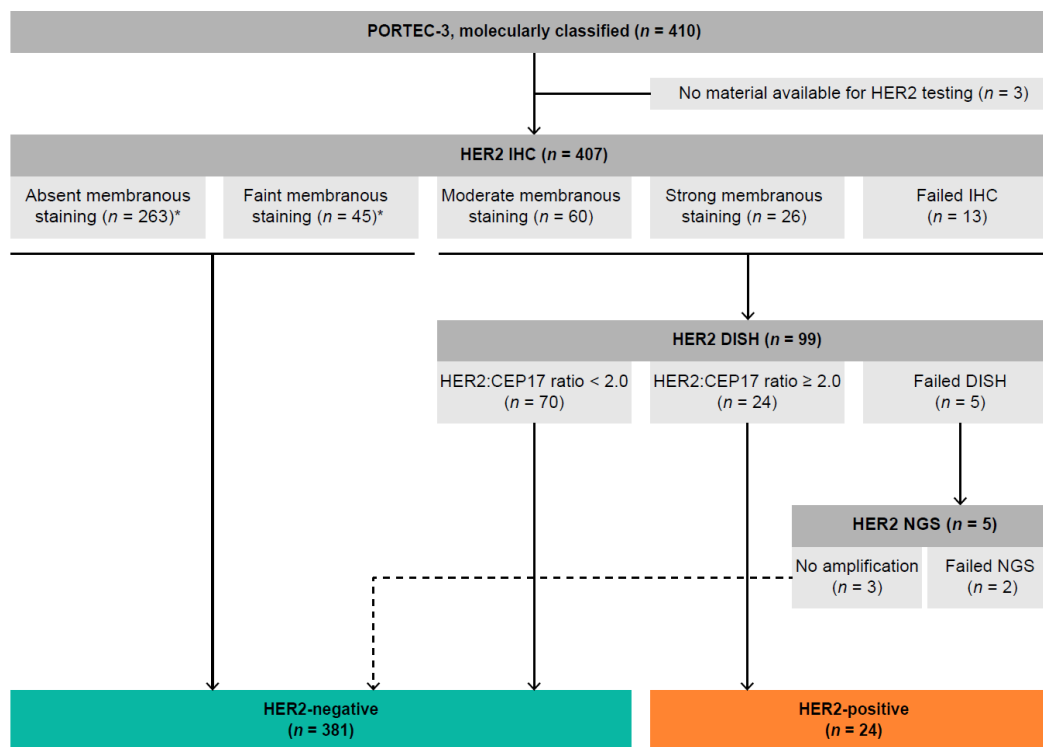 PORTEC-3, molecularly classified (n = 410)
No material available for HER2 testing (n = 3)
HER2 IHC (n = 407)
Absent membranous
staining (n = 263)*
Faint membranous
staining (n = 45)*
Moderate membranous
staining (n = 60)
Strong membranous
staining (n = 26)
Failed IHC
(n = 13)
HER2 DISH (n = 99)
HER2:CEP17 ratio < 2.0
(n = 70)
HER2:CEP17 ratio ≥ 2.0
(n = 24)
Failed DISH
(n = 5)
HER2 NGS (n = 5)
No amplification
(n = 3)
Failed NGS
(n = 2)
HER2-negative
(n = 381)
HER2-positive
(n = 24)